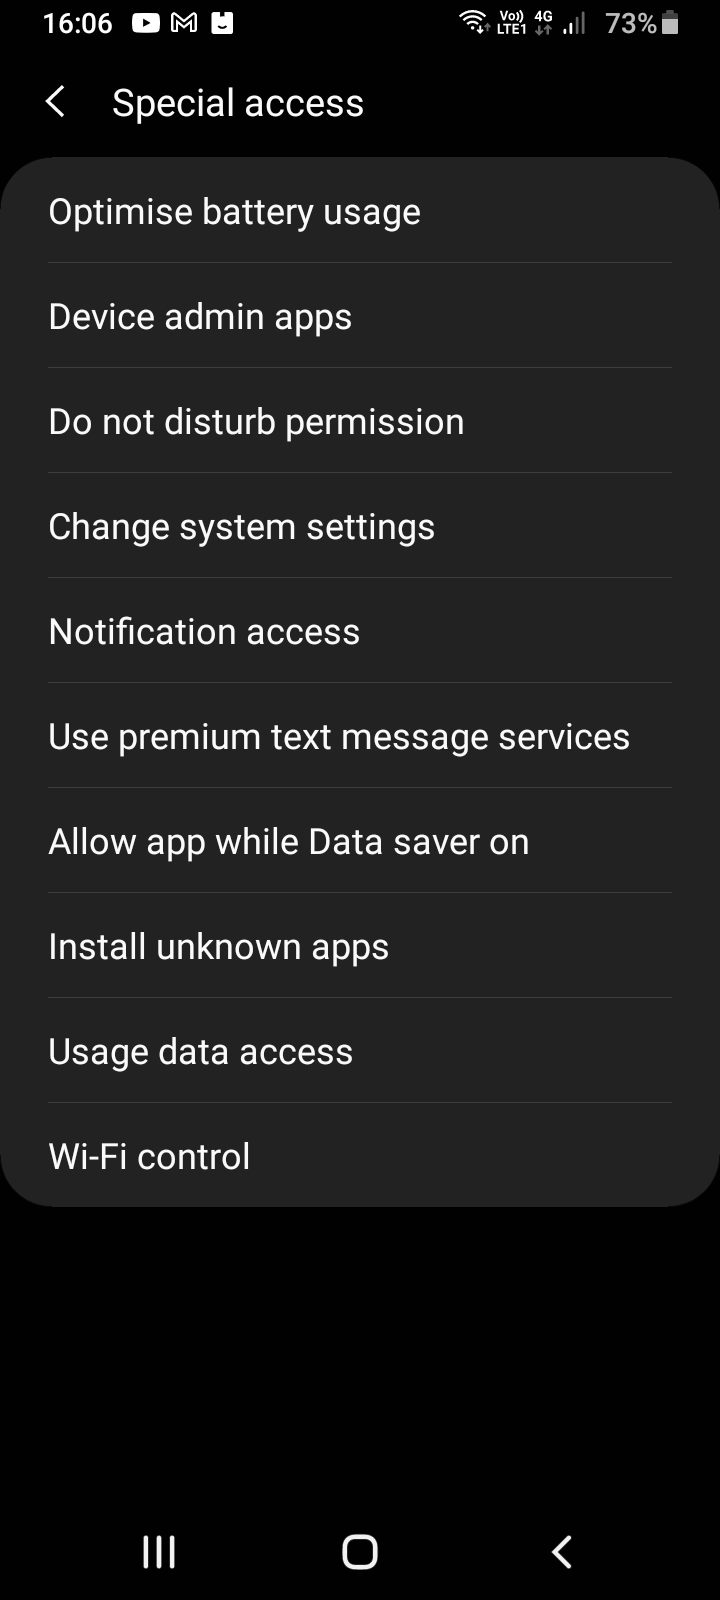 16:06 Vo)) LTE1 4G 73%
Special access
Optimise battery usage
Device admin apps
Do not disturb permission
Change system settings
Notification access
Use premium text message services
Allow app while Data saver on
Install unknown apps
Usage data access
Wi-Fi control